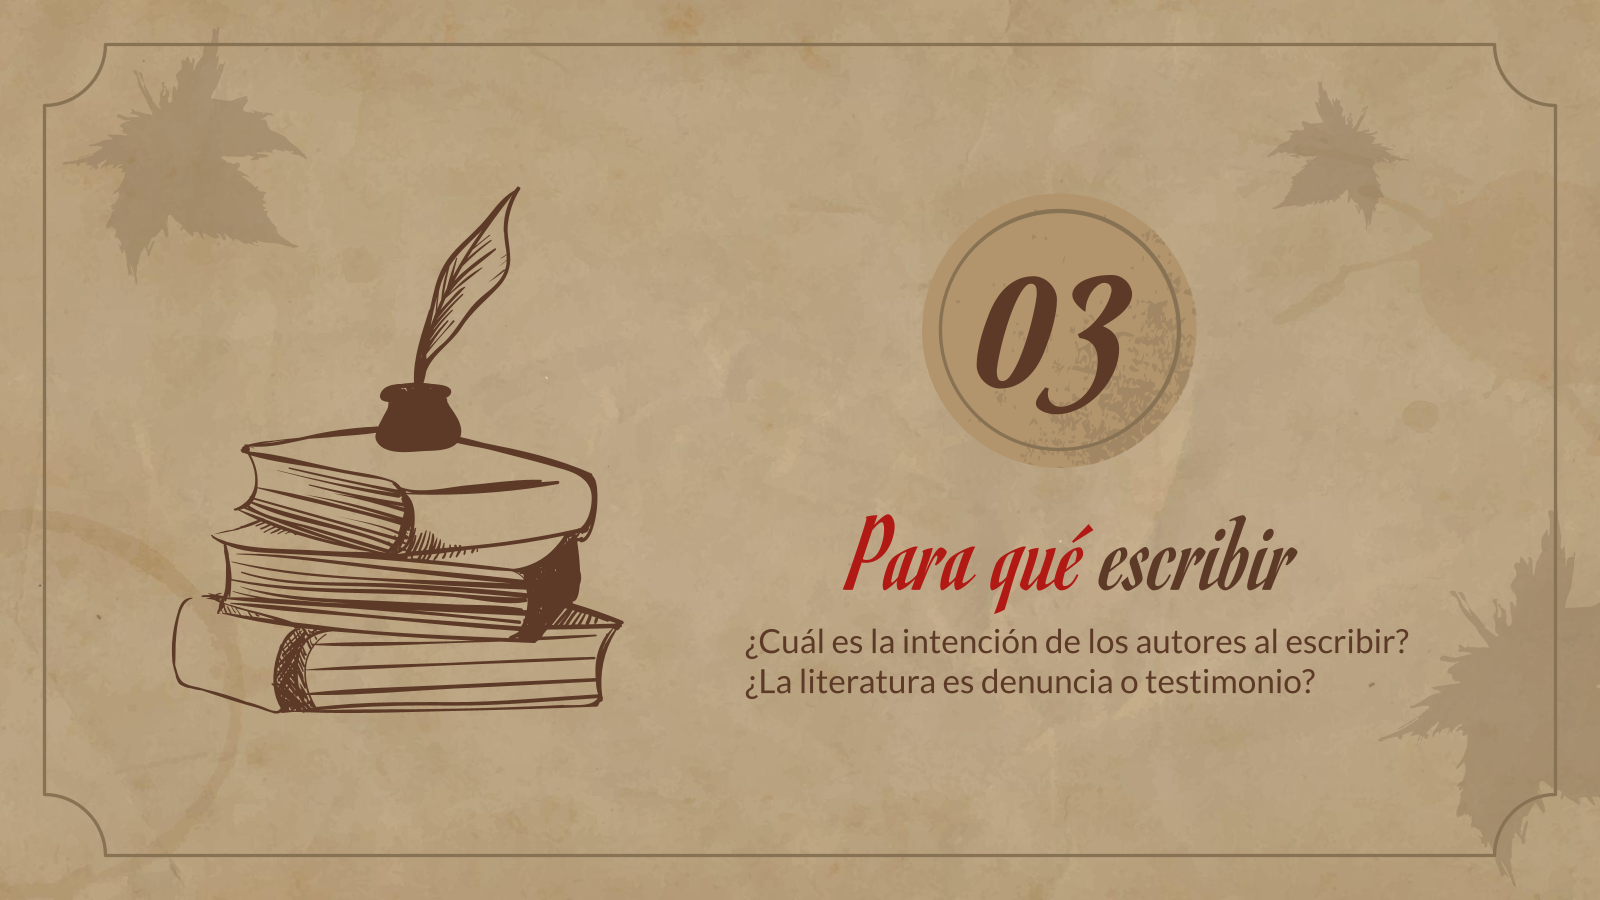 03
Para qué escribir
¿Cuál es la intención de los autores al escribir?
¿La literatura es denuncia o testimonio?